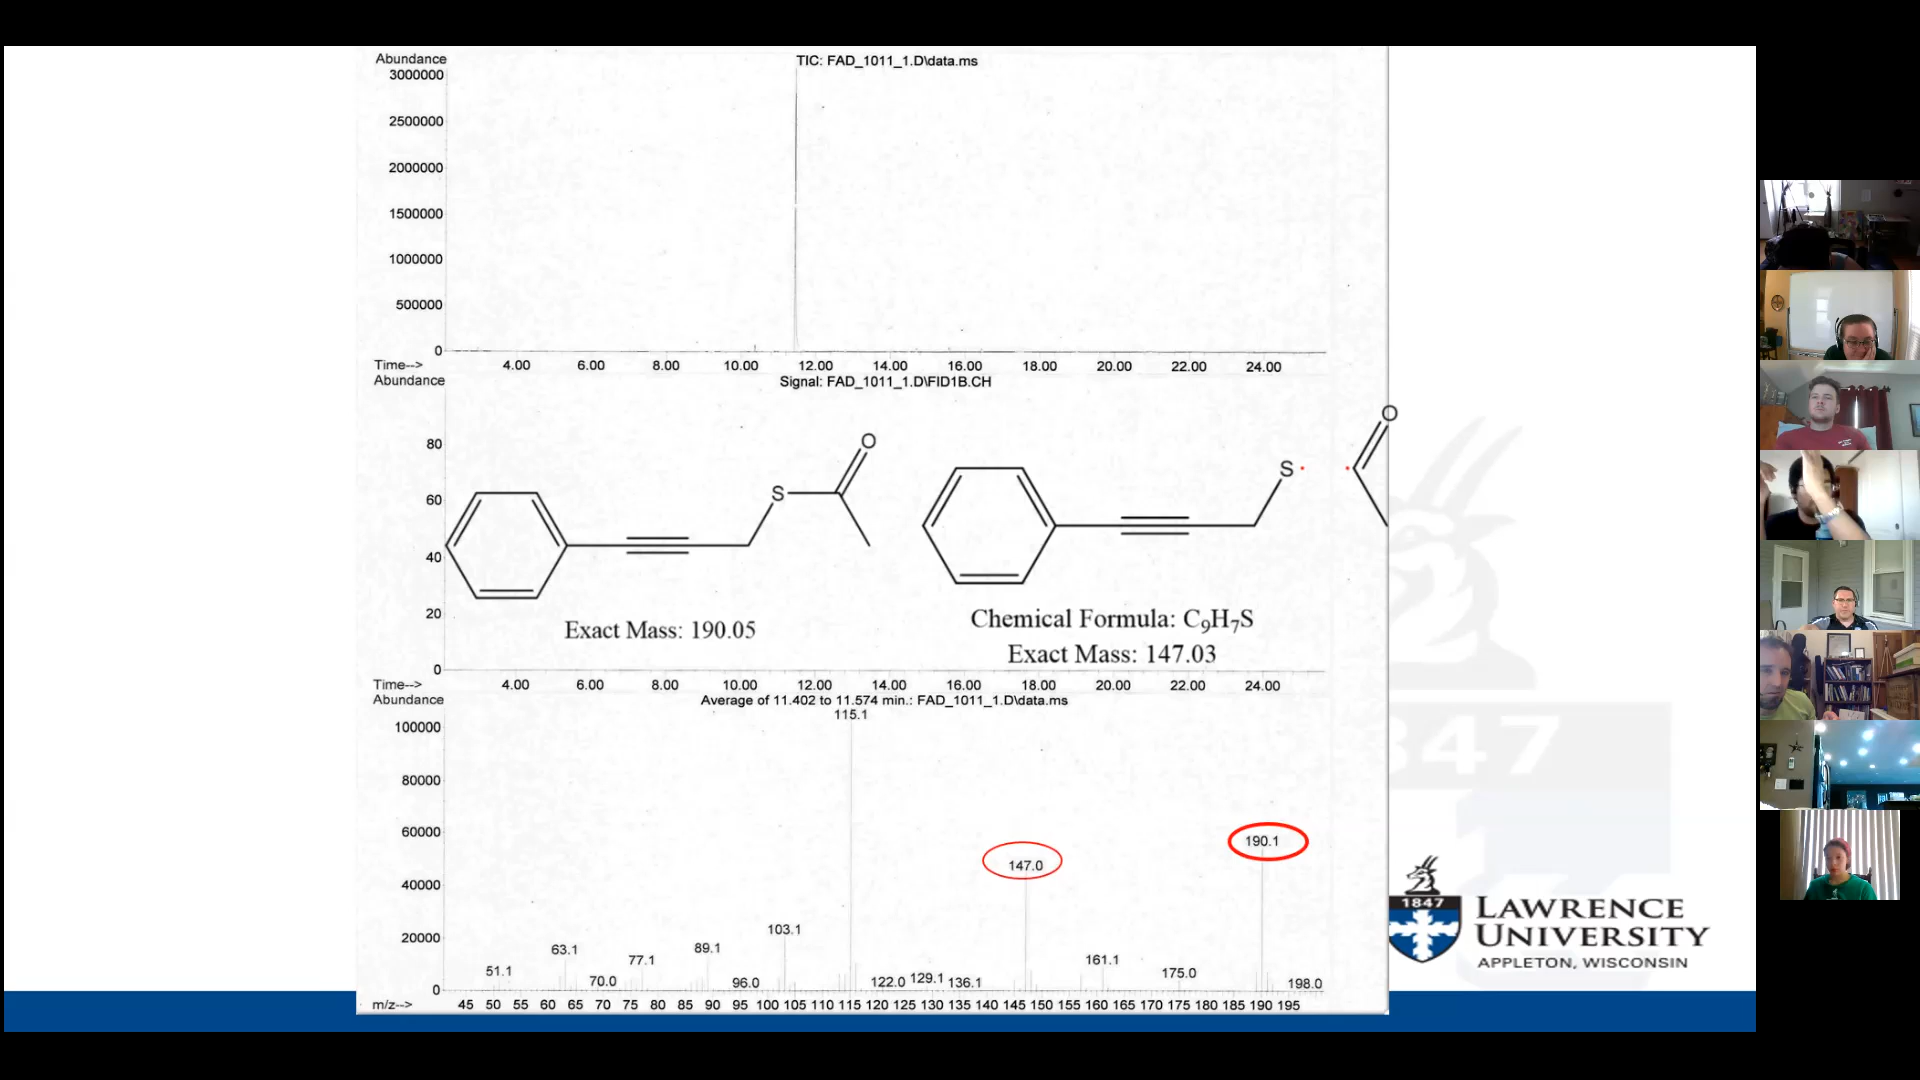 Abundance
TIC: FAD_1011_1.D\data.ms
3000000
2500000
2000000
1500000
1000000
500000
0
Time--> 4.00 6.00 8.00 10.00 12.00 14.00 16.00 18.00 20.00 22.00 24.00
Abundance
Signal: FAD_1011_1.D\FID1B.CH
80
60
40
20
0
O
S
Exact Mass: 190.05
O
S
Chemical Formula: C₉H₇S
Exact Mass: 147.03
Time--> 4.00 6.00 8.00 10.00 12.00 14.00 16.00 18.00 20.00 22.00 24.00
Abundance
Average of 11.402 to 11.574 min.: FAD_1011_1.D\data.ms
115.1
100000
80000
60000
40000
20000
0
190.1
147.0
103.1
89.1
63.1
77.1
161.1
51.1
70.0
96.0
122.0
129.1
136.1
175.0
198.0
m/z--> 45 50 55 60 65 70 75 80 85 90 95 100 105 110 115 120 125 130 135 140 145 150 155 160 165 170 175 180 185 190 195
847
1847
LAWRENCE
UNIVERSITY
APPLETON, WISCONSIN